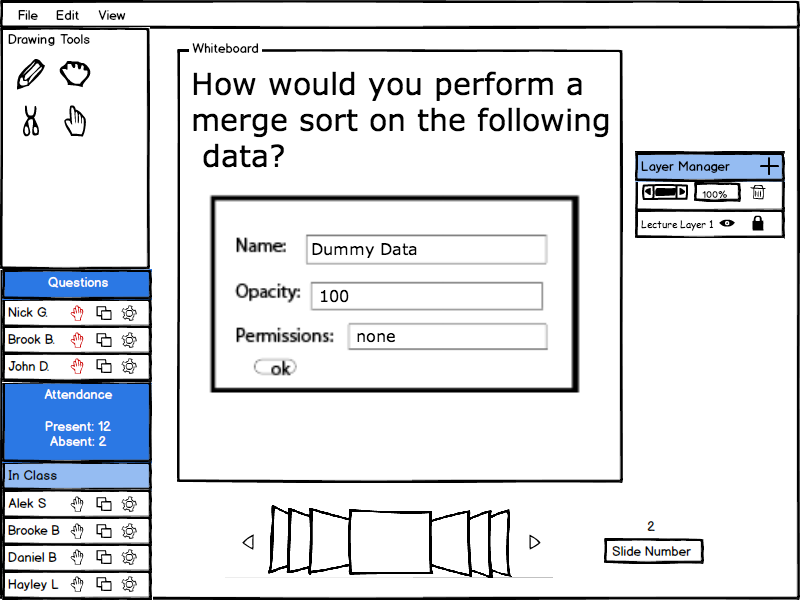 File Edit View
Drawing Tools
Whiteboard
How would you perform a
merge sort on the following
data?
Name: Dummy Data
Opacity: 100
Permissions: none
ok
Layer Manager
100%
Lecture Layer 1
Questions
Nick G.
Brook B.
John D.
Attendance
Present: 12
Absent: 2
In Class
Alek S
Brooke B
Daniel B
Hayley L
2
Slide Number